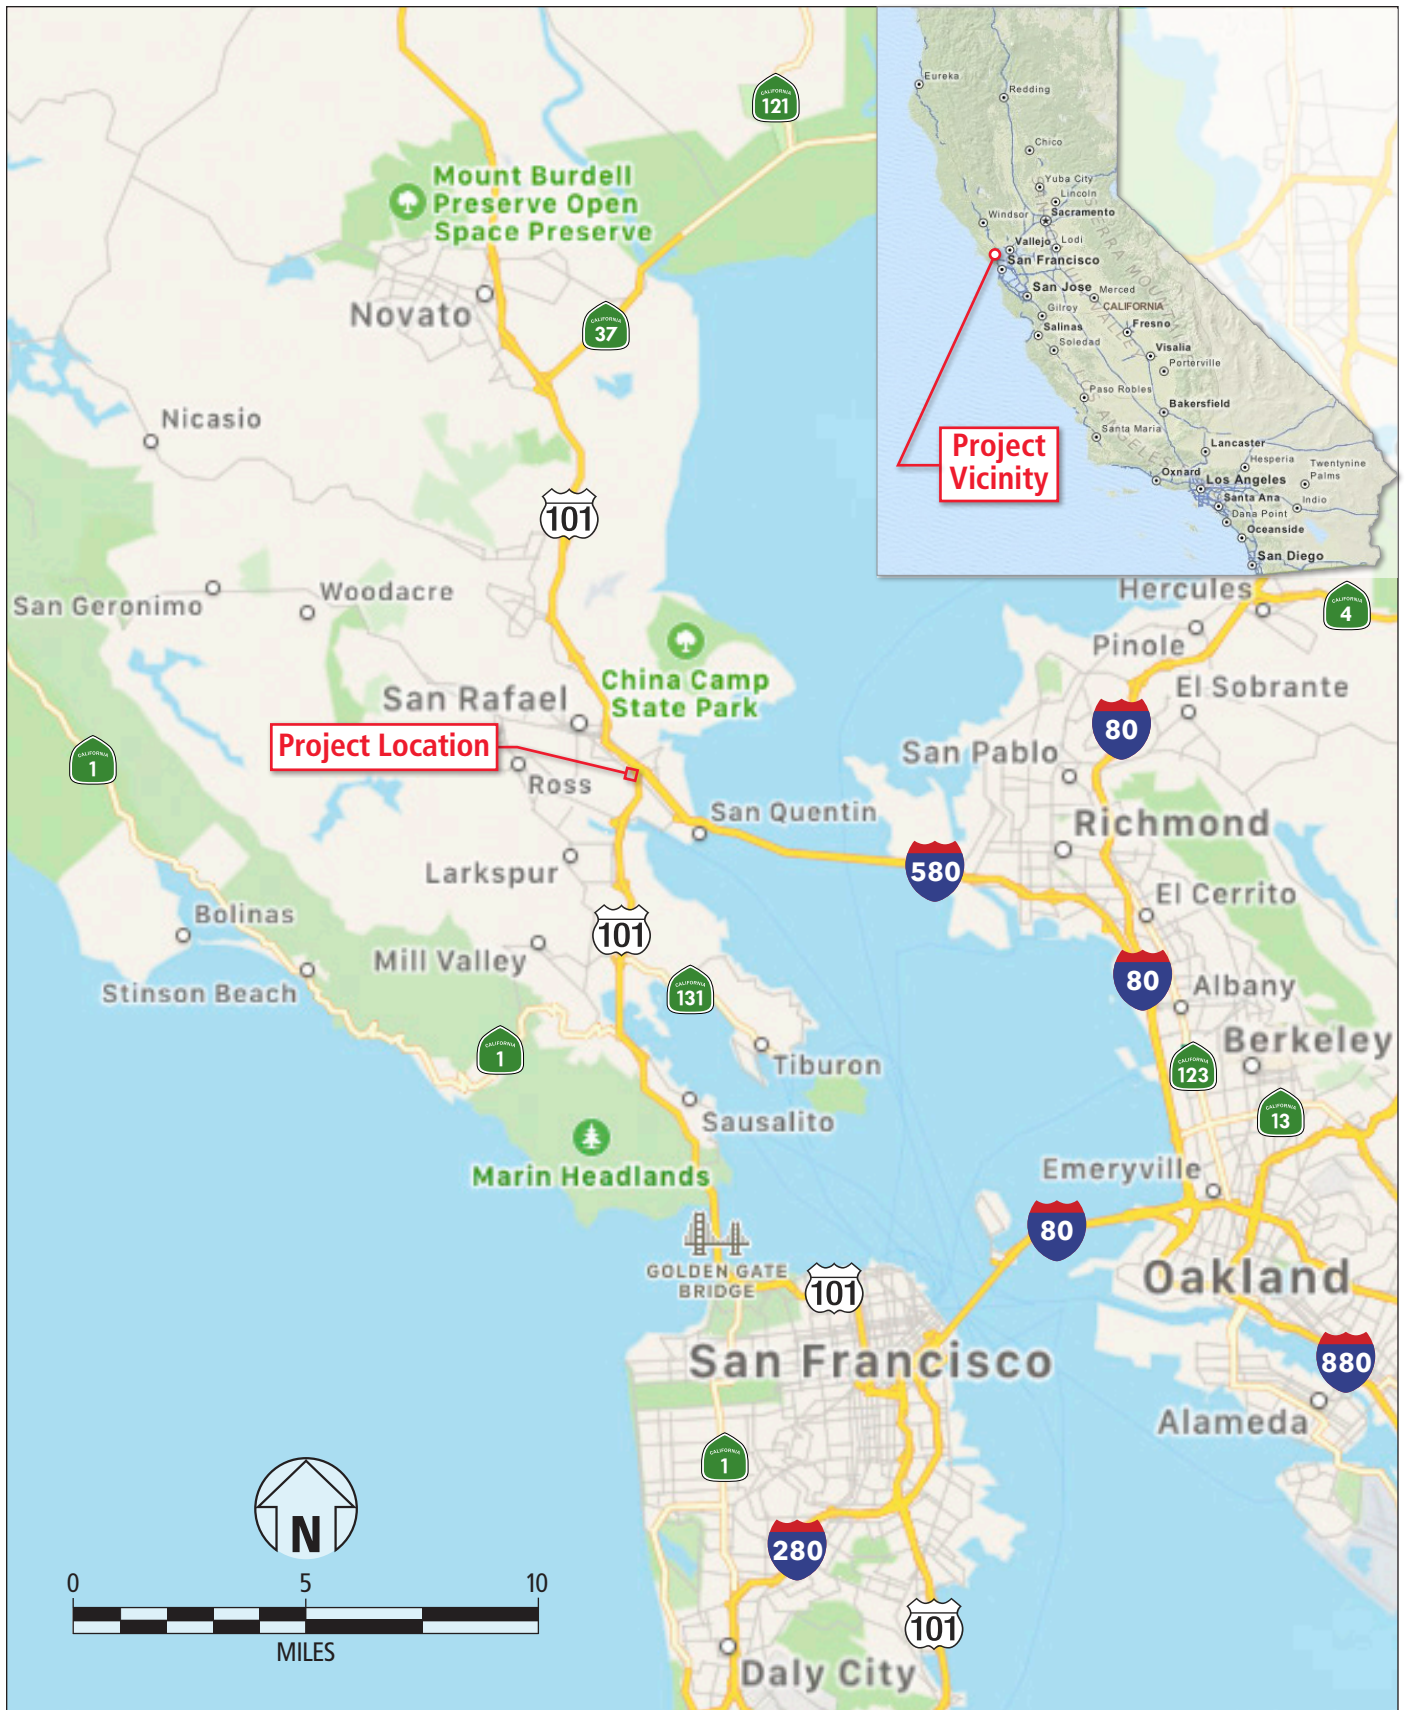 CALIFORNIA
121
Mount Burdell
Preserve Open
Space Preserve
Novato
CALIFORNIA
37
Nicasio
101
San Geronimo
Woodacre
China Camp
State Park
San Rafael
Project Location
Ross
CALIFORNIA
1
San Quentin
Larkspur
580
Bolinas
101
Mill Valley
Stinson Beach
CALIFORNIA
131
CALIFORNIA
1
Tiburon
Sausalito
Marin Headlands
GOLDEN GATE
BRIDGE
101
80
San Francisco
CALIFORNIA
1
280
101
Daly City
Hercules
CALIFORNIA
4
Pinole
El Sobrante
80
San Pablo
Richmond
El Cerrito
80
Albany
Berkeley
CALIFORNIA
123
CALIFORNIA
13
Emeryville
Oakland
880
Alameda
N
0 5 10
MILES
Eureka
Redding
Chico
Yuba City
Lincoln
Windsor
Sacramento
Vallejo
Lodi
San Francisco
San Jose
Merced
CALIFORNIA
Gilroy
Salinas
Fresno
Soledad
Visalia
Porterville
Paso Robles
Bakersfield
Santa Maria
Project
Vicinity
Lancaster
Hesperia
Twentynine
Palms
Oxnard
Los Angeles
Santa Ana
Indio
Dana Point
Oceanside
San Diego